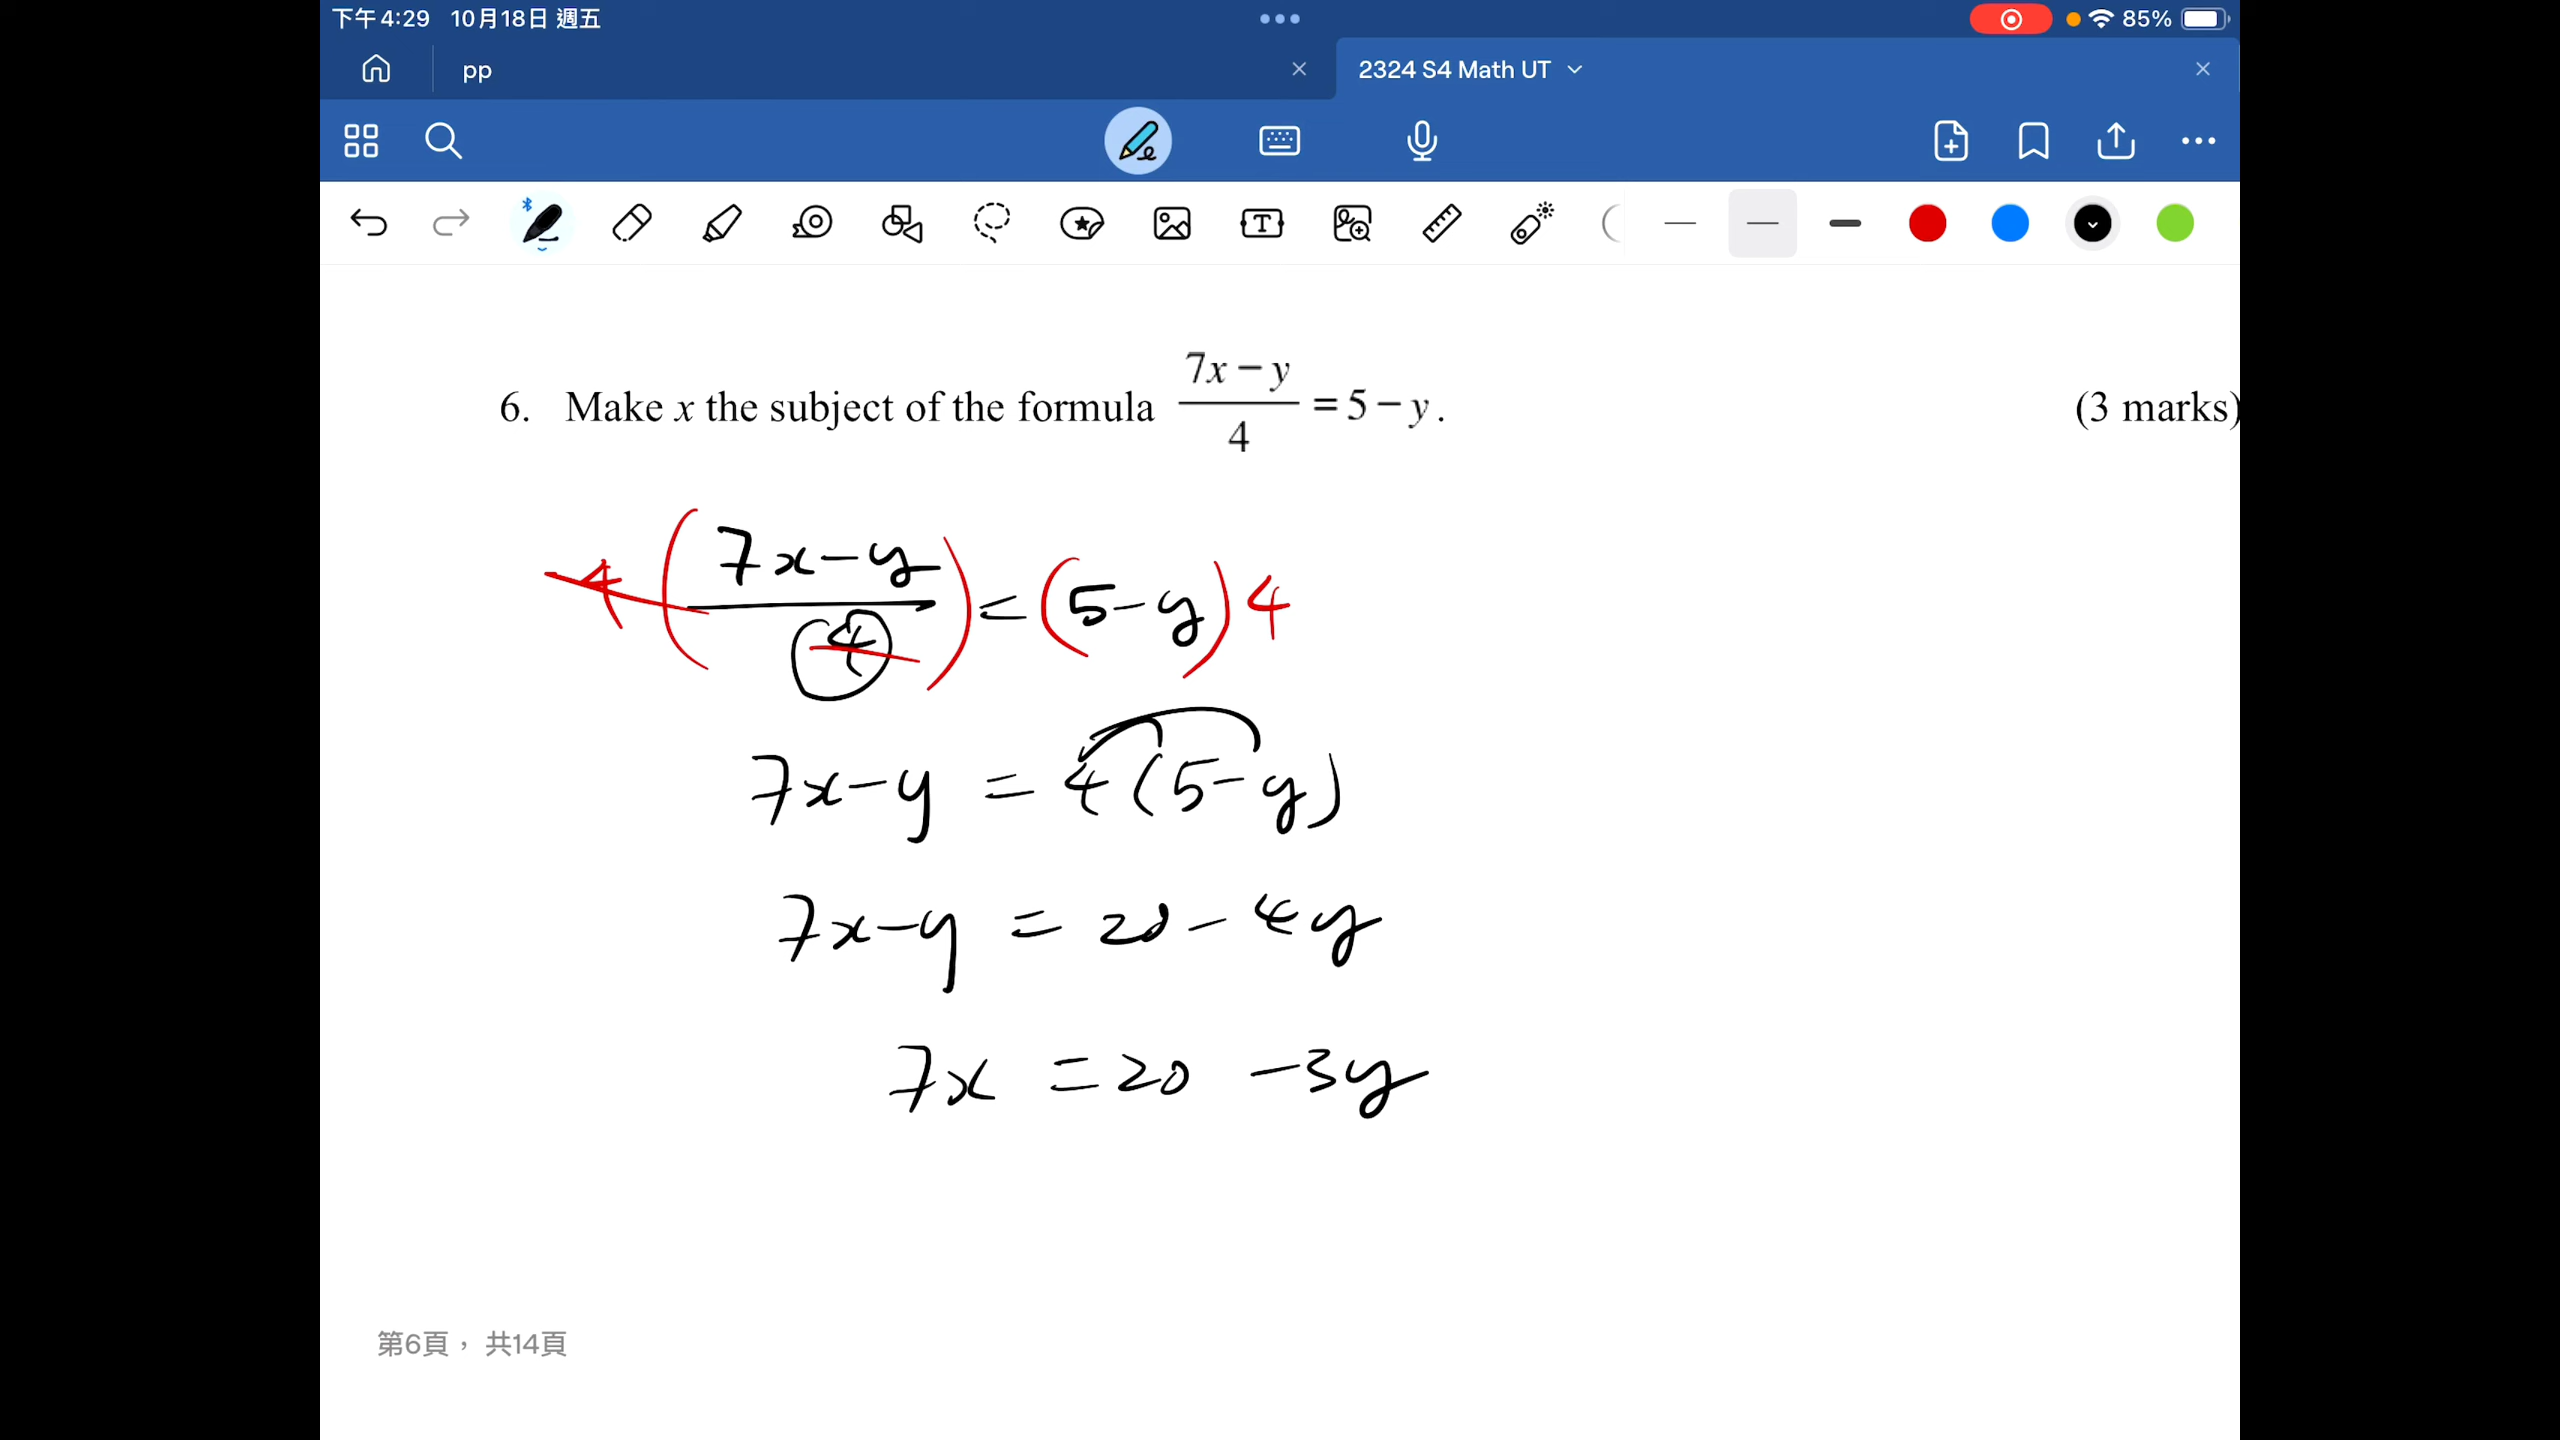 下午4:29 10月18日 週五
85%
pp
2324 S4 Math UT
6. Make x the subject of the formula (7x − y)/4 = 5 − y. (3 marks)
4((7x−y)/4) = (5−y)4
7x−y = 4(5−y)
7x−y = 20−4y
7x = 20 −3y
第6頁， 共14頁